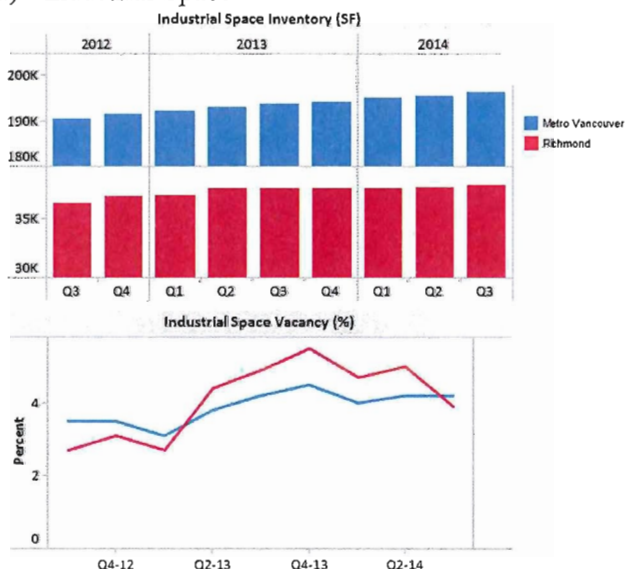 Industrial Space Inventory (SF)
2012 2013 2014
200K
190K
180K
Metro Vancouver
Richmond
35K
30K
Q3 Q4 Q1 Q2 Q3 Q4 Q1 Q2 Q3
Industrial Space Vacancy (%)
Percent
4
2
0
Q4-12 Q2-13 Q4-13 Q2-14